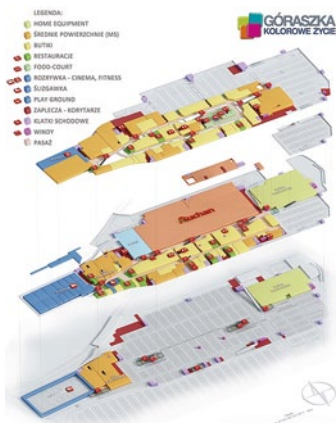 LEGENDA:
HOME EQUIPMENT
ŚREDNIE POWIERZCHNIE (MS)
BUTIKI
RESTAURACJE
FOOD-COURT
ROZRYWKA - CINEMA, FITNESS
ŚLIZGAWKA
PLAY GROUND
ZAPLECZA - KORYTARZE
KLATKI SCHODOWE
WINDY
PASAŻ
GÓRASZKA
KOLOROWE ŻYCIE
Auchan